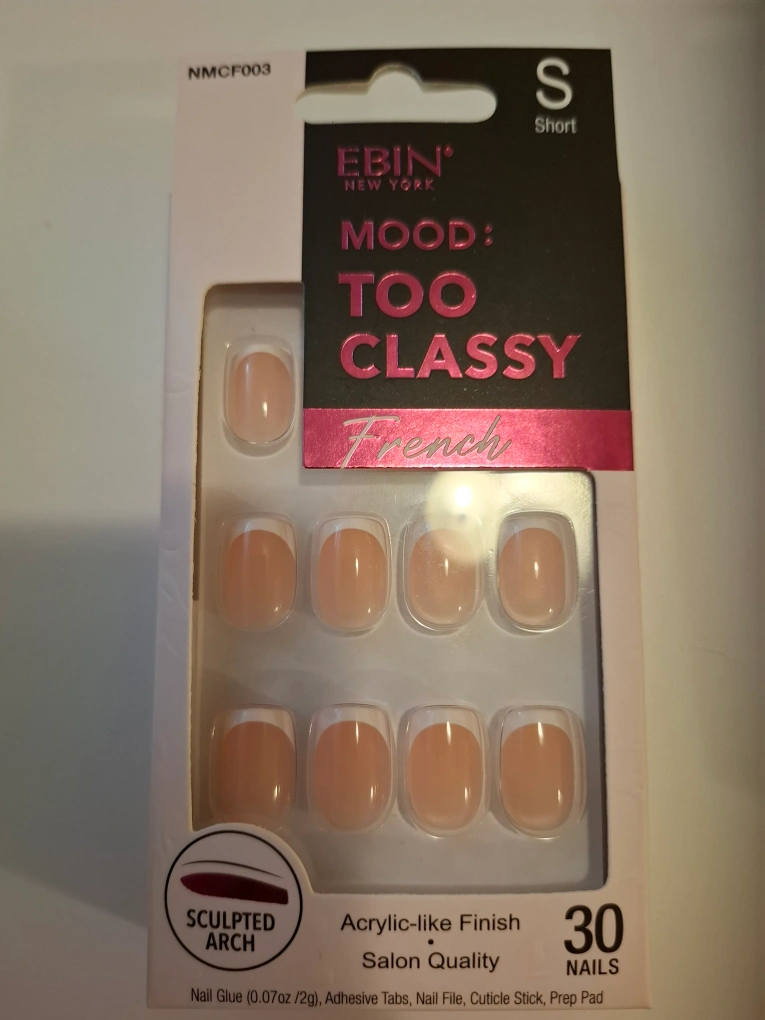 NMCF003
S
Short
EBIN
NEW YORK
MOOD:
TOO
CLASSY
French
SCULPTED
ARCH
Acrylic-like Finish
•
Salon Quality
30
NAILS
Nail Glue (0.07oz /2g), Adhesive Tabs, Nail File, Cuticle Stick, Prep Pad